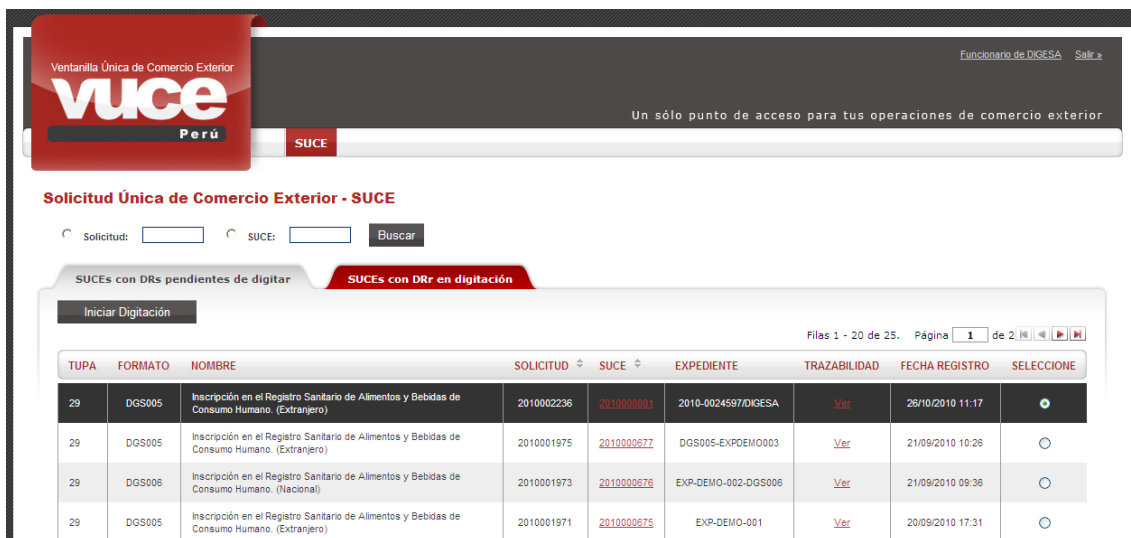 Funcionario de DIGESA Salir »
Ventanilla Única de Comercio Exterior
vuce
Perú
Un sólo punto de acceso para tus operaciones de comercio exterior
SUCE
Solicitud Única de Comercio Exterior - SUCE
Solicitud: SUCE: Buscar
SUCEs con DRs pendientes de digitar SUCEs con DRr en digitación
Iniciar Digitación
Filas 1 - 20 de 25. Página 1 de 2
TUPA FORMATO NOMBRE SOLICITUD SUCE EXPEDIENTE TRAZABILIDAD FECHA REGISTRO SELECCIONE
29 DGS005 Inscripción en el Registro Sanitario de Alimentos y Bebidas de 2010002236 2010000801 2010-0024597/DIGESA Ver 26/10/2010 11:17
Consumo Humano. (Extranjero)
29 DGS005 Inscripción en el Registro Sanitario de Alimentos y Bebidas de 2010001975 2010000677 DGS005-EXPDEMO003 Ver 21/09/2010 10:26
Consumo Humano. (Extranjero)
29 DGS006 Inscripción en el Registro Sanitario de Alimentos y Bebidas de 2010001973 2010000676 EXP-DEMO-002-DGS006 Ver 21/09/2010 09:36
Consumo Humano. (Nacional)
29 DGS005 Inscripción en el Registro Sanitario de Alimentos y Bebidas de 2010001971 2010000675 EXP-DEMO-001 Ver 20/09/2010 17:31
Consumo Humano. (Extranjero)